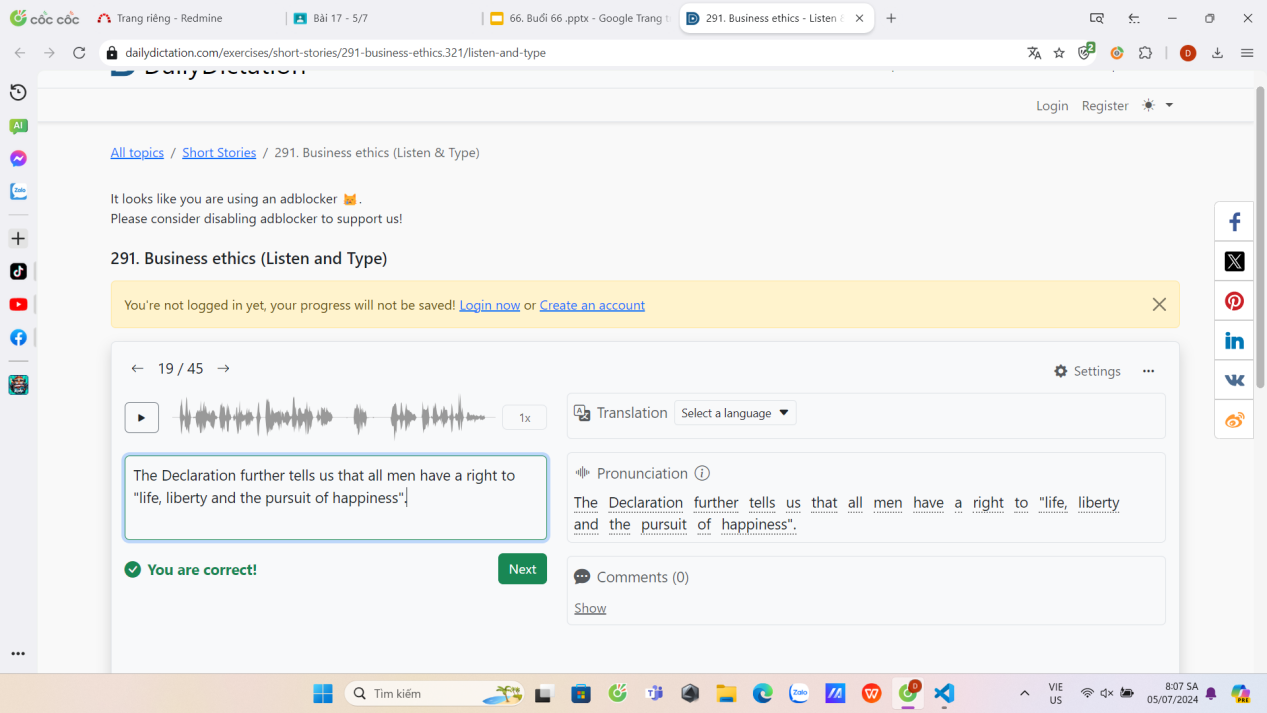 cốc cốc
Trang riêng - Redmine
Bài 17 - 5/7
66. Buổi 66 .pptx - Google Trang t
291. Business ethics - Listen &
dailydictation.com/exercises/short-stories/291-business-ethics.321/listen-and-type
2
D
AI
Zalo
DailyDictation
Login Register
All topics / Short Stories / 291. Business ethics (Listen & Type)
It looks like you are using an adblocker 😿.
Please consider disabling adblocker to support us!
291. Business ethics (Listen and Type)
You're not logged in yet, your progress will not be saved! Login now or Create an account
19 / 45
Settings
1x
Translation Select a language
The Declaration further tells us that all men have a right to
"life, liberty and the pursuit of happiness".
Pronunciation
The Declaration further tells us that all men have a right to "life, liberty
and the pursuit of happiness".
You are correct!
Next
Comments (0)
Show
Tìm kiếm
Zalo
D
VIE
US
8:07 SA
05/07/2024
PRE